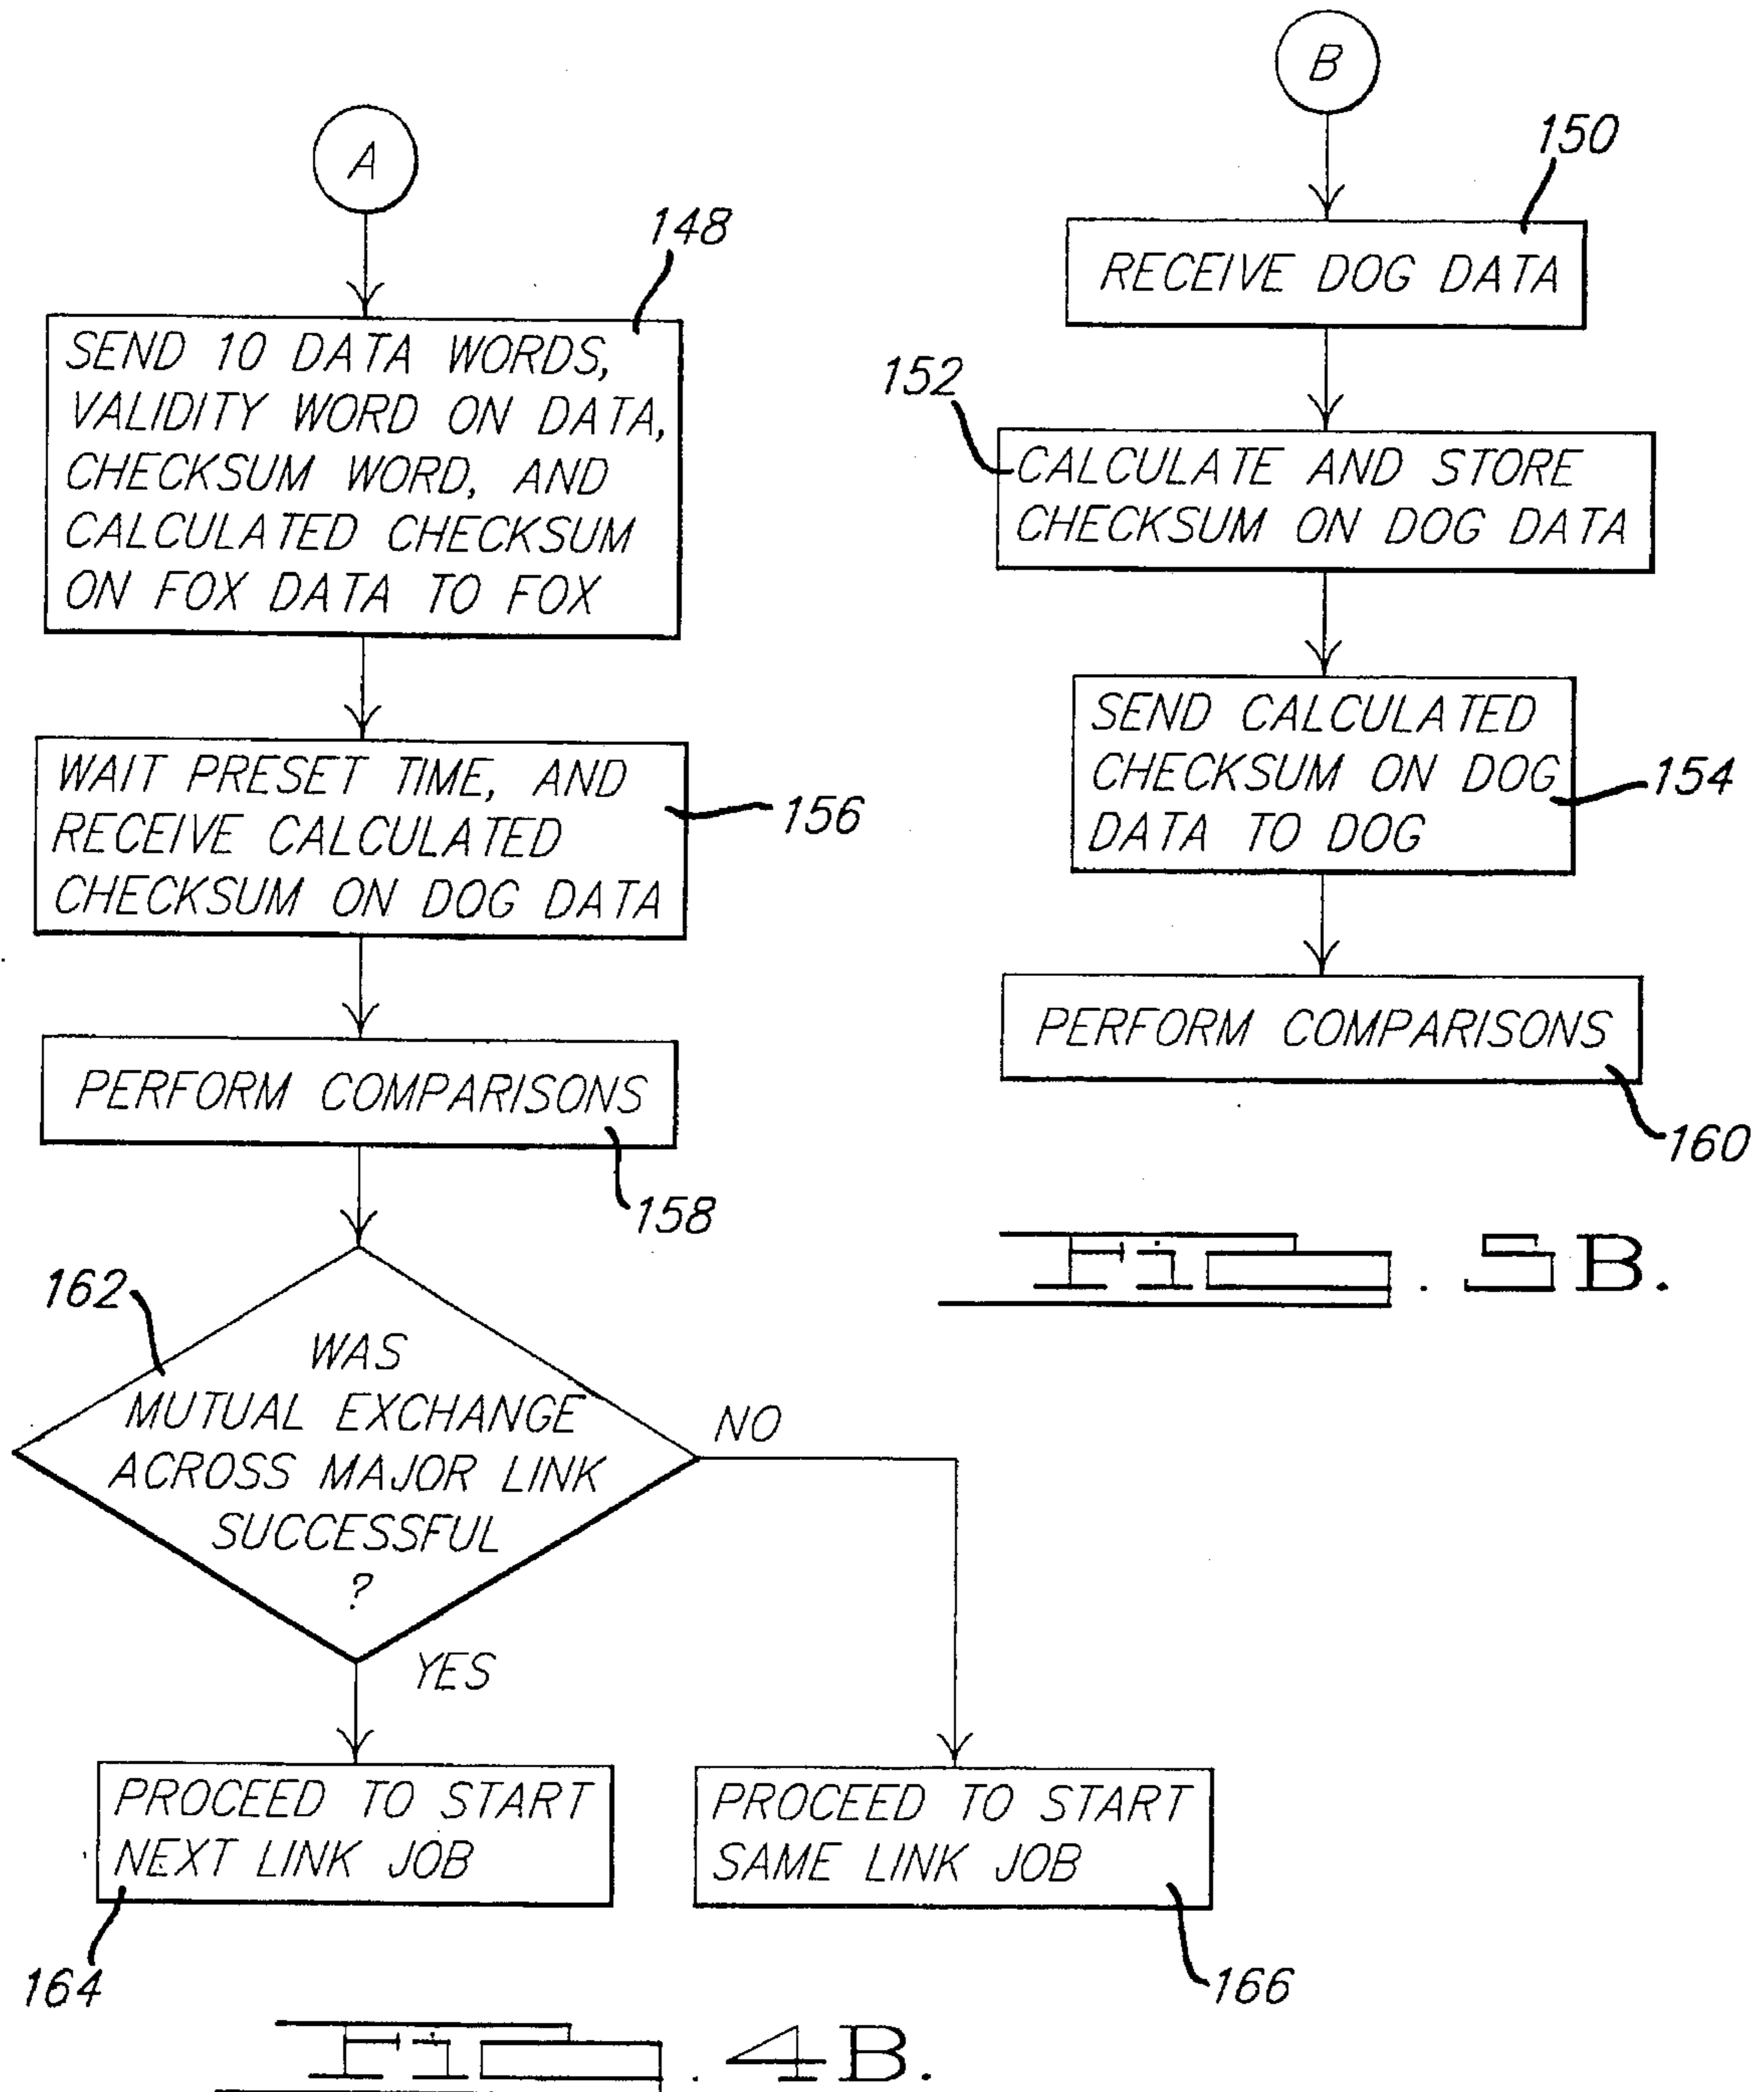 A
148
SEND 10 DATA WORDS,
VALIDITY WORD ON DATA,
CHECKSUM WORD, AND
CALCULATED CHECKSUM
ON FOX DATA TO FOX
WAIT PRESET TIME, AND
RECEIVE CALCULATED
CHECKSUM ON DOG DATA
156
PERFORM COMPARISONS
158
162
WAS
MUTUAL EXCHANGE
ACROSS MAJOR LINK
SUCCESSFUL
?
NO
YES
PROCEED TO START
NEXT LINK JOB
164
PROCEED TO START
SAME LINK JOB
166
FIG. 4B.
B
150
RECEIVE DOG DATA
152
CALCULATE AND STORE
CHECKSUM ON DOG DATA
SEND CALCULATED
CHECKSUM ON DOG
DATA TO DOG
154
PERFORM COMPARISONS
160
FIG. 5B.